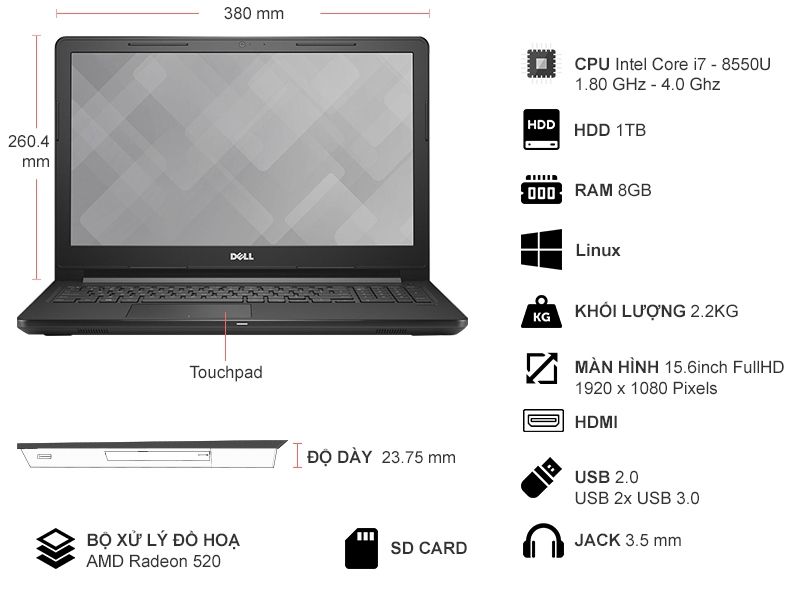 380 mm
260.4
mm
DELL
Touchpad
ĐỘ DÀY 23.75 mm
BỘ XỬ LÝ ĐỒ HOẠ
AMD Radeon 520
SD CARD
CPU Intel Core i7 - 8550U
1.80 GHz - 4.0 Ghz
HDD
HDD 1TB
RAM 8GB
Linux
KG
KHỐI LƯỢNG 2.2KG
MÀN HÌNH 15.6inch FullHD
1920 x 1080 Pixels
HDMI
USB 2.0
USB 2x USB 3.0
JACK 3.5 mm